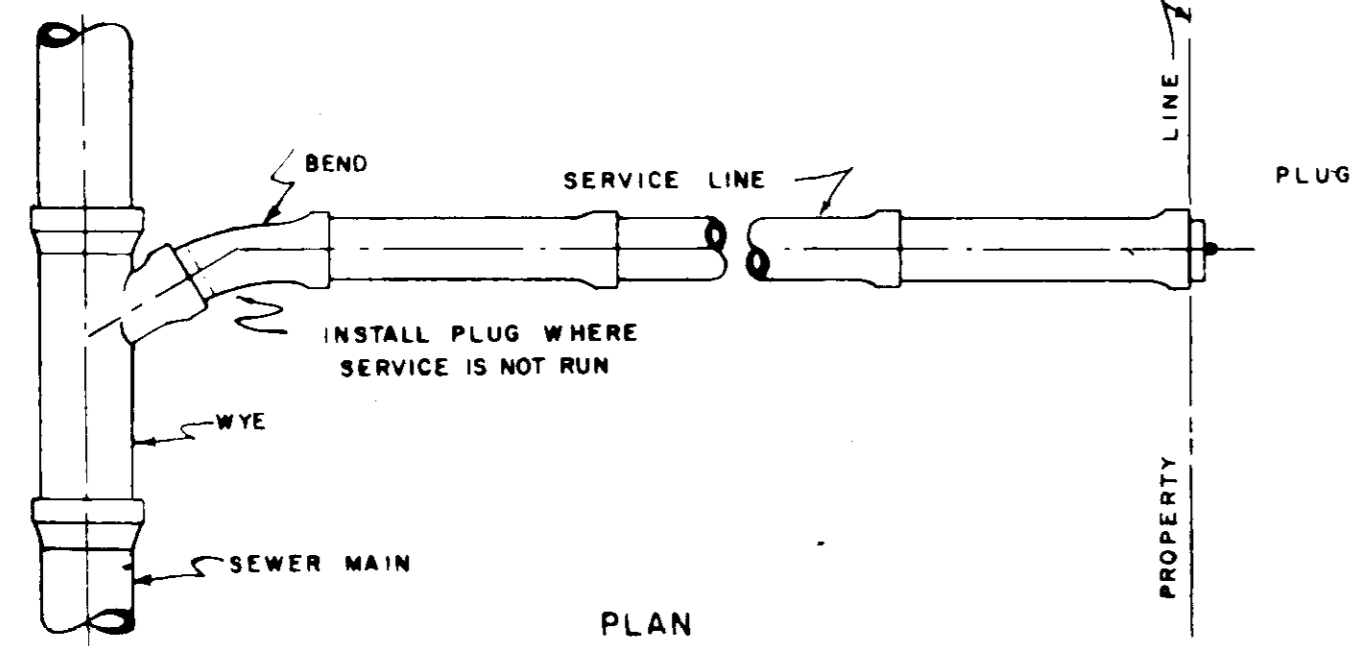 LINE
BEND
SERVICE LINE
PLUG
INSTALL PLUG WHERE
SERVICE IS NOT RUN
WYE
PROPERTY
SEWER MAIN
PLAN